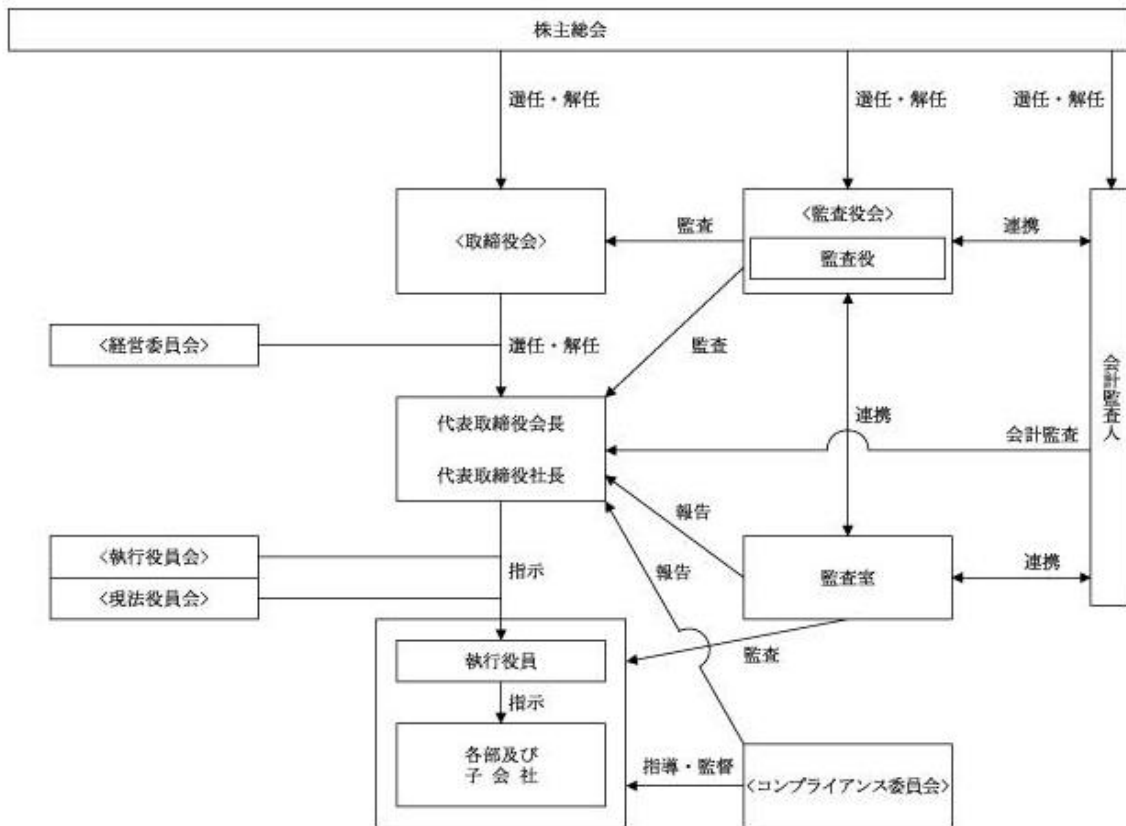 株主総会
選任・解任
選任・解任
選任・解任
<取締役会>
監査
<監査役会>
監査役
連携
会計監査人
<経営委員会>
選任・解任
監査
代表取締役会長
代表取締役社長
連携
会計監査
報告
<執行役員会>
<現法役員会>
指示
報告
監査室
連携
執行役員
監査
指示
各部及び
子会社
指導・監督
<コンプライアンス委員会>